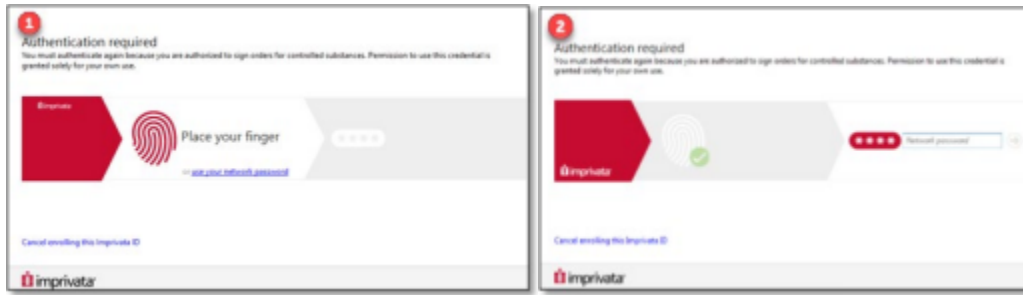 1
Authentication required
You must authenticate again because you are authorized to sign orders for controlled substances. Permission to use this credential is
granted solely for your own use.
imprivata
Place your finger
or use your network password
Cancel enrolling this Imprivata ID
imprivata
2
Authentication required
You must authenticate again because you are authorized to sign orders for controlled substances. Permission to use this credential is
granted solely for your own use.
Network password
imprivata
Cancel enrolling this Imprivata ID
imprivata